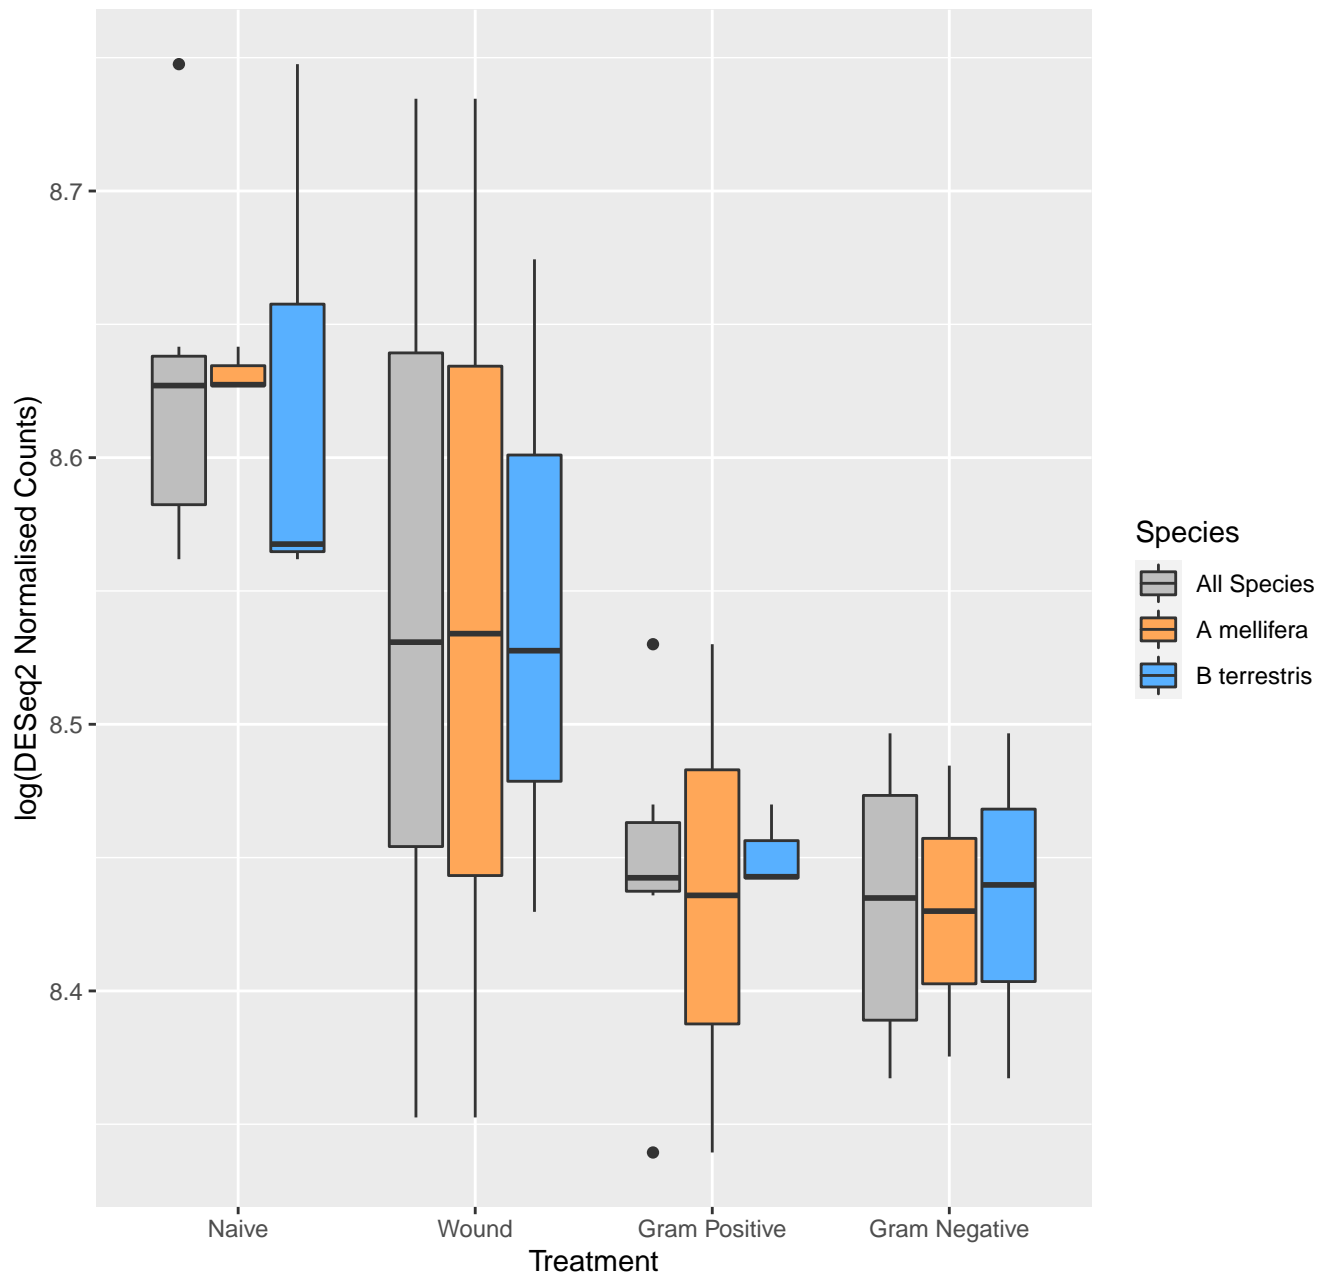 log(DESeq2 Normalised Counts)
8.7
8.6
8.5
8.4
Naive
Wound
Gram Positive
Gram Negative
Treatment
Species
All Species
A mellifera
B terrestris